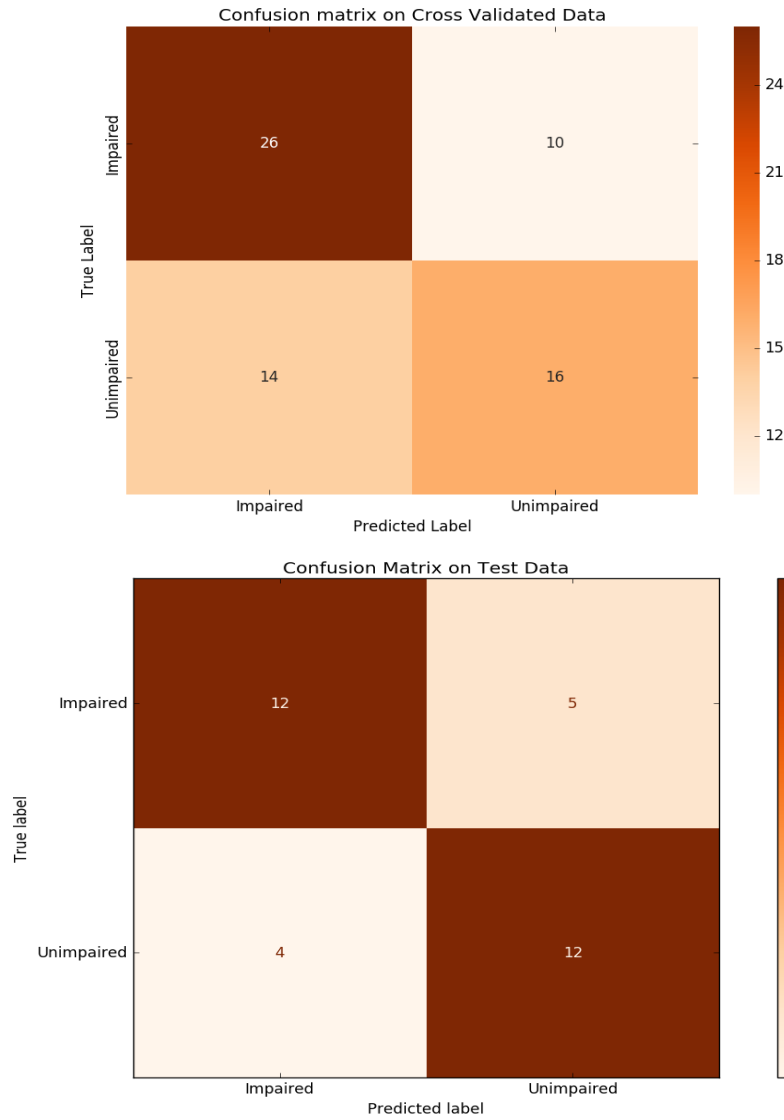 Confusion matrix on Cross Validated Data
True Label
Impaired
26
10
Unimpaired
14
16
Impaired
Unimpaired
Predicted Label
24
21
18
15
12
Confusion Matrix on Test Data
True label
Impaired
12
5
Unimpaired
4
12
Impaired
Unimpaired
Predicted label